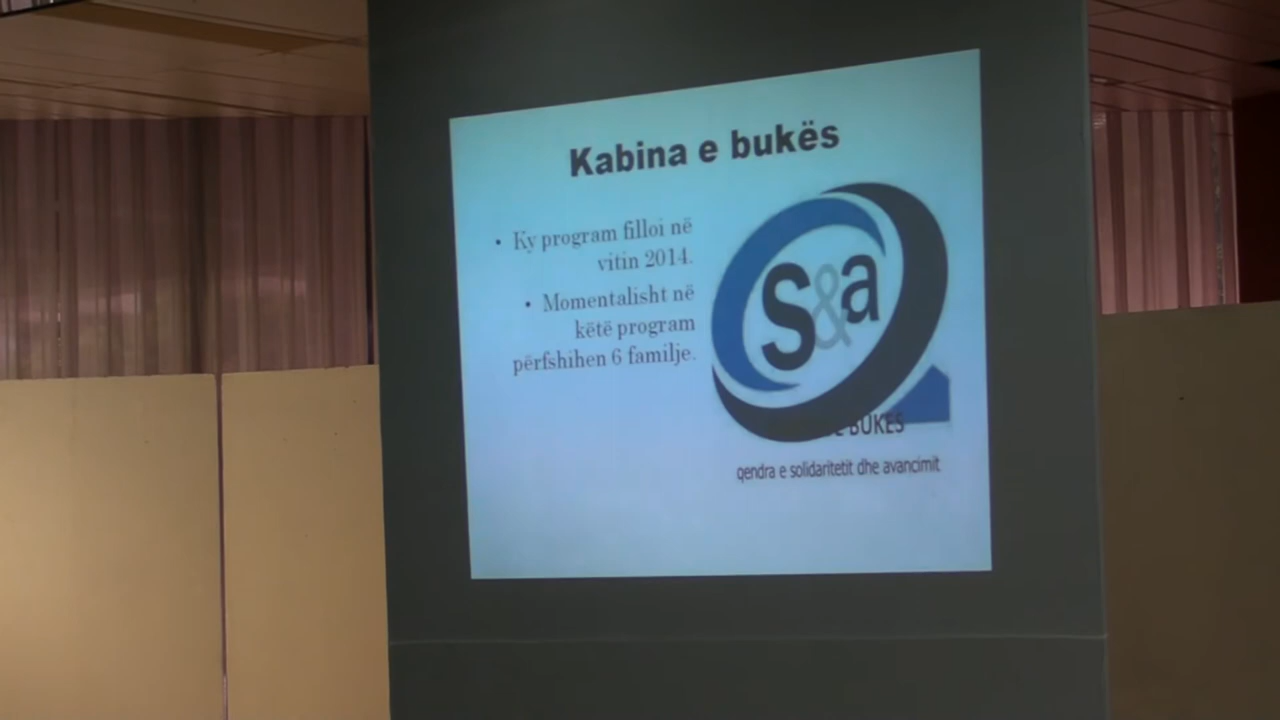 Kabina e bukës
• Ky program filloi në
vitin 2014.
• Momentalisht në
këtë program
përfshihen 6 familje.
S&a
E BUKËS
qendra e solidaritetit dhe avancimit